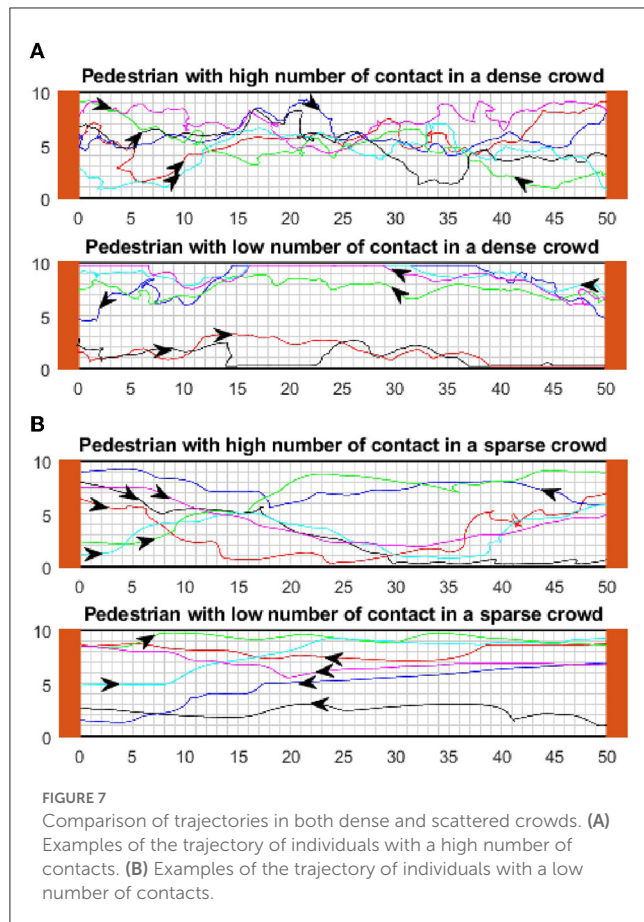 A
Pedestrian with high number of contact in a dense crowd
10
5
0
0 5 10 15 20 25 30 35 40 45 50
Pedestrian with low number of contact in a dense crowd
10
5
0
0 5 10 15 20 25 30 35 40 45 50
B
Pedestrian with high number of contact in a sparse crowd
10
5
0
0 5 10 15 20 25 30 35 40 45 50
Pedestrian with low number of contact in a sparse crowd
10
5
0
0 5 10 15 20 25 30 35 40 45 50
FIGURE 7
Comparison of trajectories in both dense and scattered crowds. (A)
Examples of the trajectory of individuals with a high number of
contacts. (B) Examples of the trajectory of individuals with a low
number of contacts.